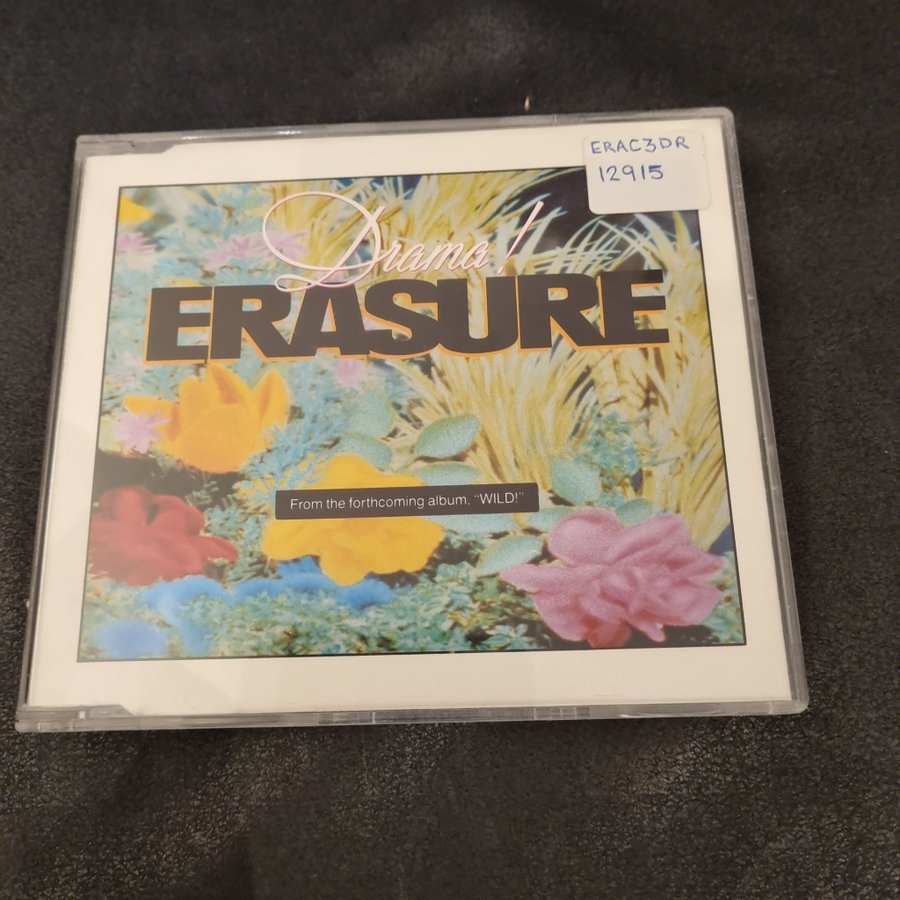 ERAC3DR
12915
Drama!
ERASURE
From the forthcoming album, "WILD!"